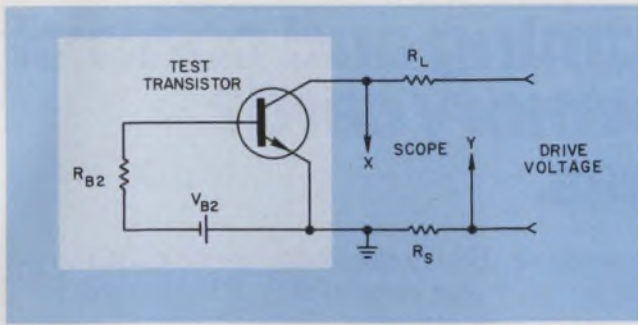 TEST
TRANSISTOR
R_L
X
SCOPE
Y
DRIVE
VOLTAGE
R_B2
V_B2
R_S